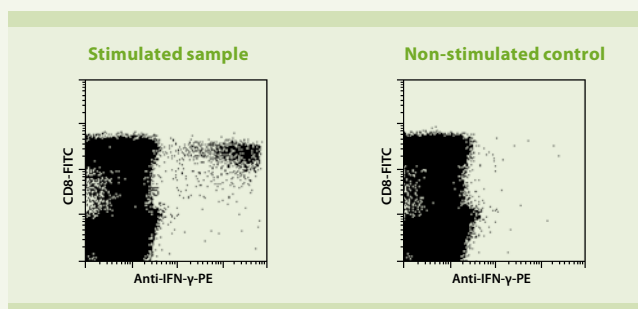 Stimulated sample
Non-stimulated control
CD8-FITC
Anti-IFN-γ-PE
CD8-FITC
Anti-IFN-γ-PE